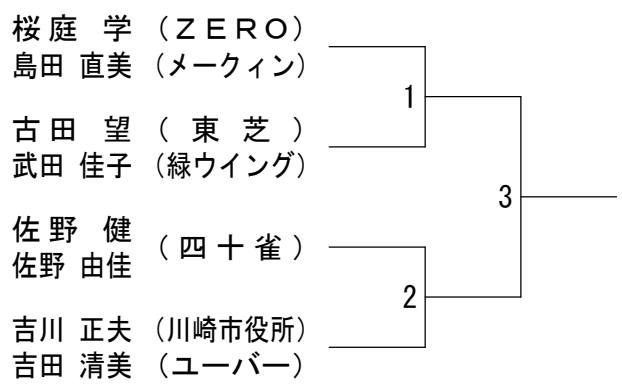 桜庭 学 （ＺＥＲＯ）
島田 直美 （メークィン）
1
古田 望 （東芝）
武田 佳子 （緑ウイング）
3
佐野 健
（四十雀）
佐野 由佳
2
吉川 正夫 （川崎市役所）
吉田 清美 （ユーバー）